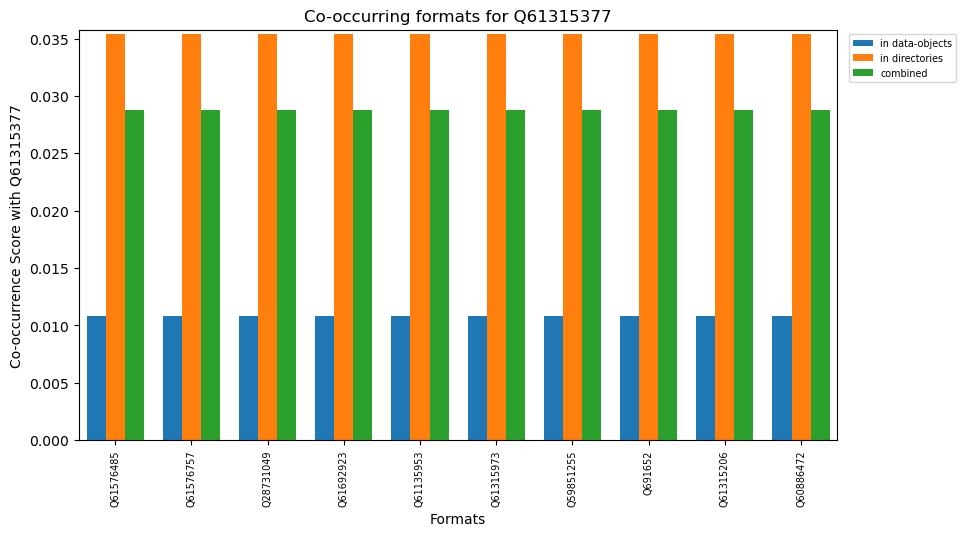 Co-occurring formats for Q61315377
in data-objects
in directories
combined
Co-occurrence Score with Q61315377
0.035
0.030
0.025
0.020
0.015
0.010
0.005
0.000
Q61576485
Q61576757
Q28731049
Q61692923
Q61135953
Q61315973
Q59851255
Q691652
Q61315206
Q60886472
Formats